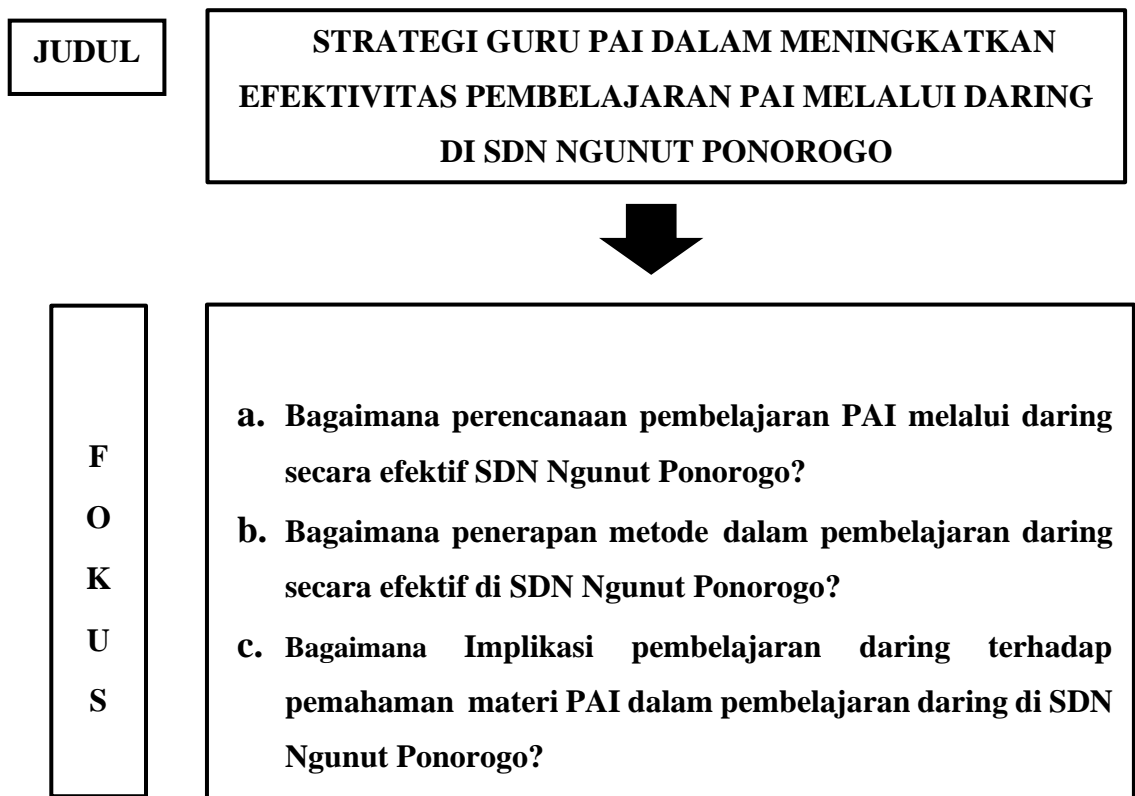 JUDUL
STRATEGI GURU PAI DALAM MENINGKATKAN
EFEKTIVITAS PEMBELAJARAN PAI MELALUI DARING
DI SDN NGUNUT PONOROGO
F
O
K
U
S
a. Bagaimana perencanaan pembelajaran PAI melalui daring
secara efektif SDN Ngunut Ponorogo?
b. Bagaimana penerapan metode dalam pembelajaran daring
secara efektif di SDN Ngunut Ponorogo?
c. Bagaimana Implikasi pembelajaran daring terhadap
pemahaman materi PAI dalam pembelajaran daring di SDN
Ngunut Ponorogo?